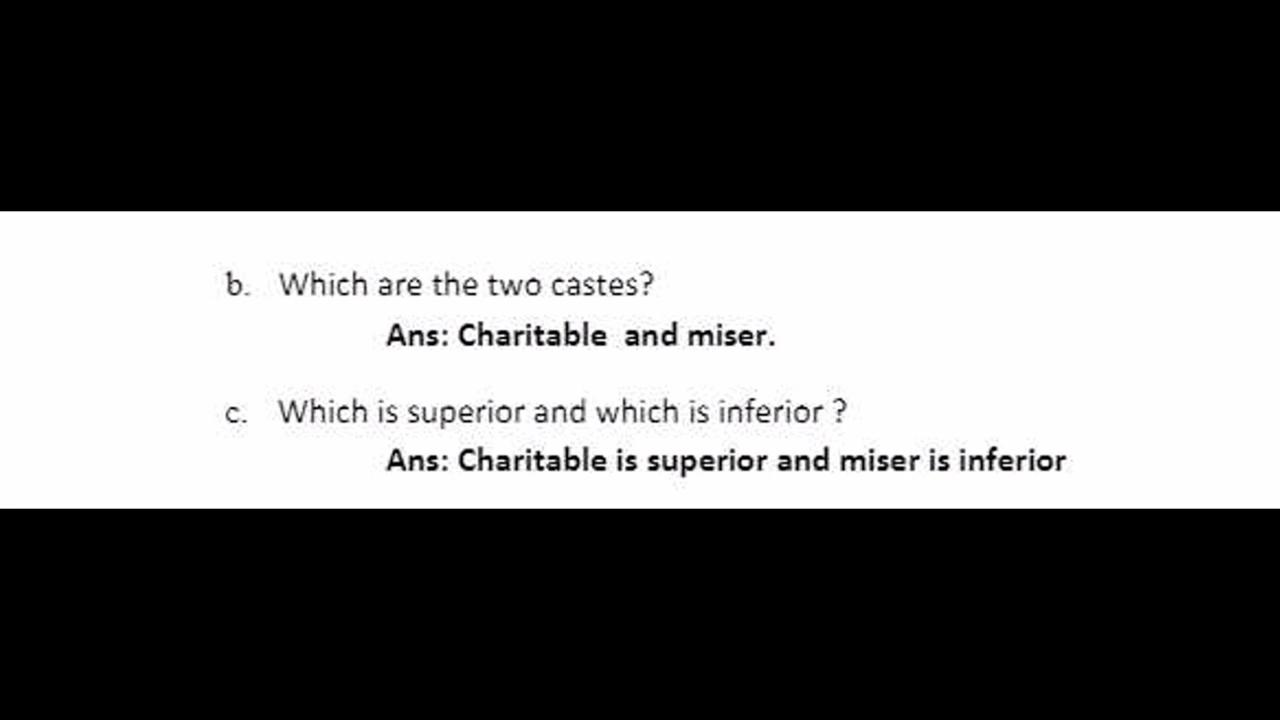 b. Which are the two castes?
Ans: Charitable and miser.
c. Which is superior and which is inferior ?
Ans: Charitable is superior and miser is inferior